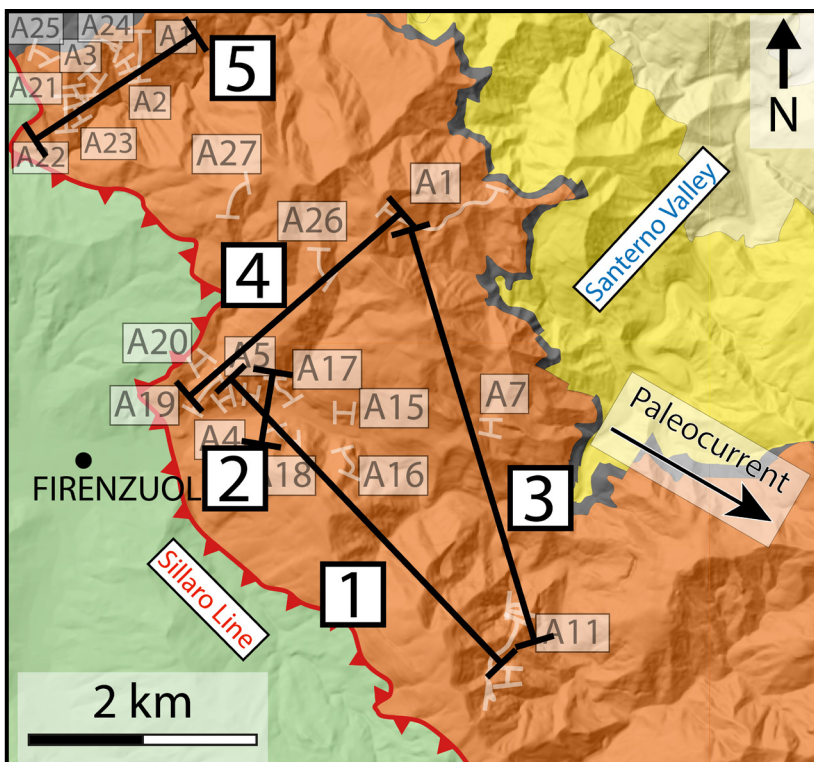 A25
A24
A1
A3
5
A21
A2
A22
A23
N
A27
A1
Santerno Valley
A26
4
A20
A5
A17
A19
A15
A7
A4
Paleocurrent
A18
A16
FIRENZUOL
2
3
1
Sillaro Line
A11
2 km